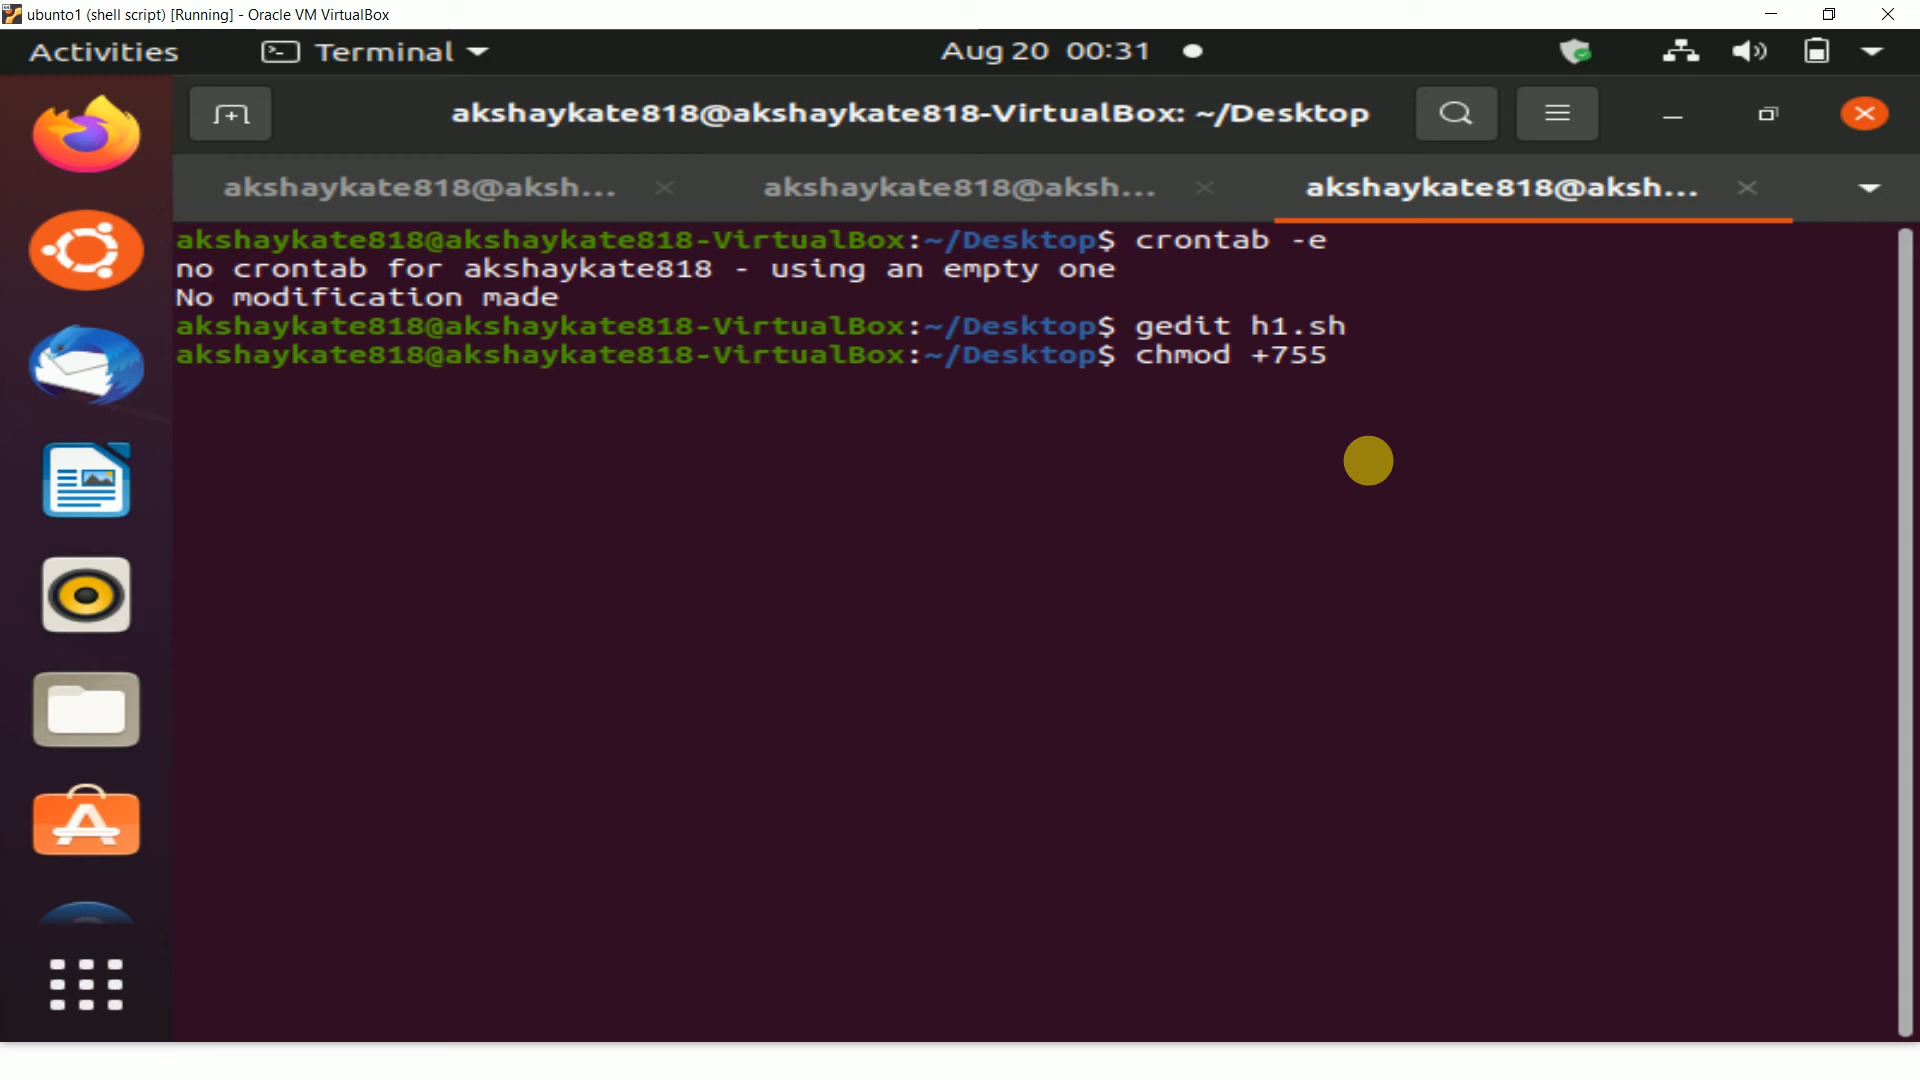 ubunto1 (shell script) [Running] - Oracle VM VirtualBox
Activities Terminal Aug 20 00:31
akshaykate818@akshaykate818-VirtualBox: ~/Desktop
akshaykate818@aksh... akshaykate818@aksh... akshaykate818@aksh...
akshaykate818@akshaykate818-VirtualBox:~/Desktop$ crontab -e
no crontab for akshaykate818 - using an empty one
No modification made
akshaykate818@akshaykate818-VirtualBox:~/Desktop$ gedit h1.sh
akshaykate818@akshaykate818-VirtualBox:~/Desktop$ chmod +755